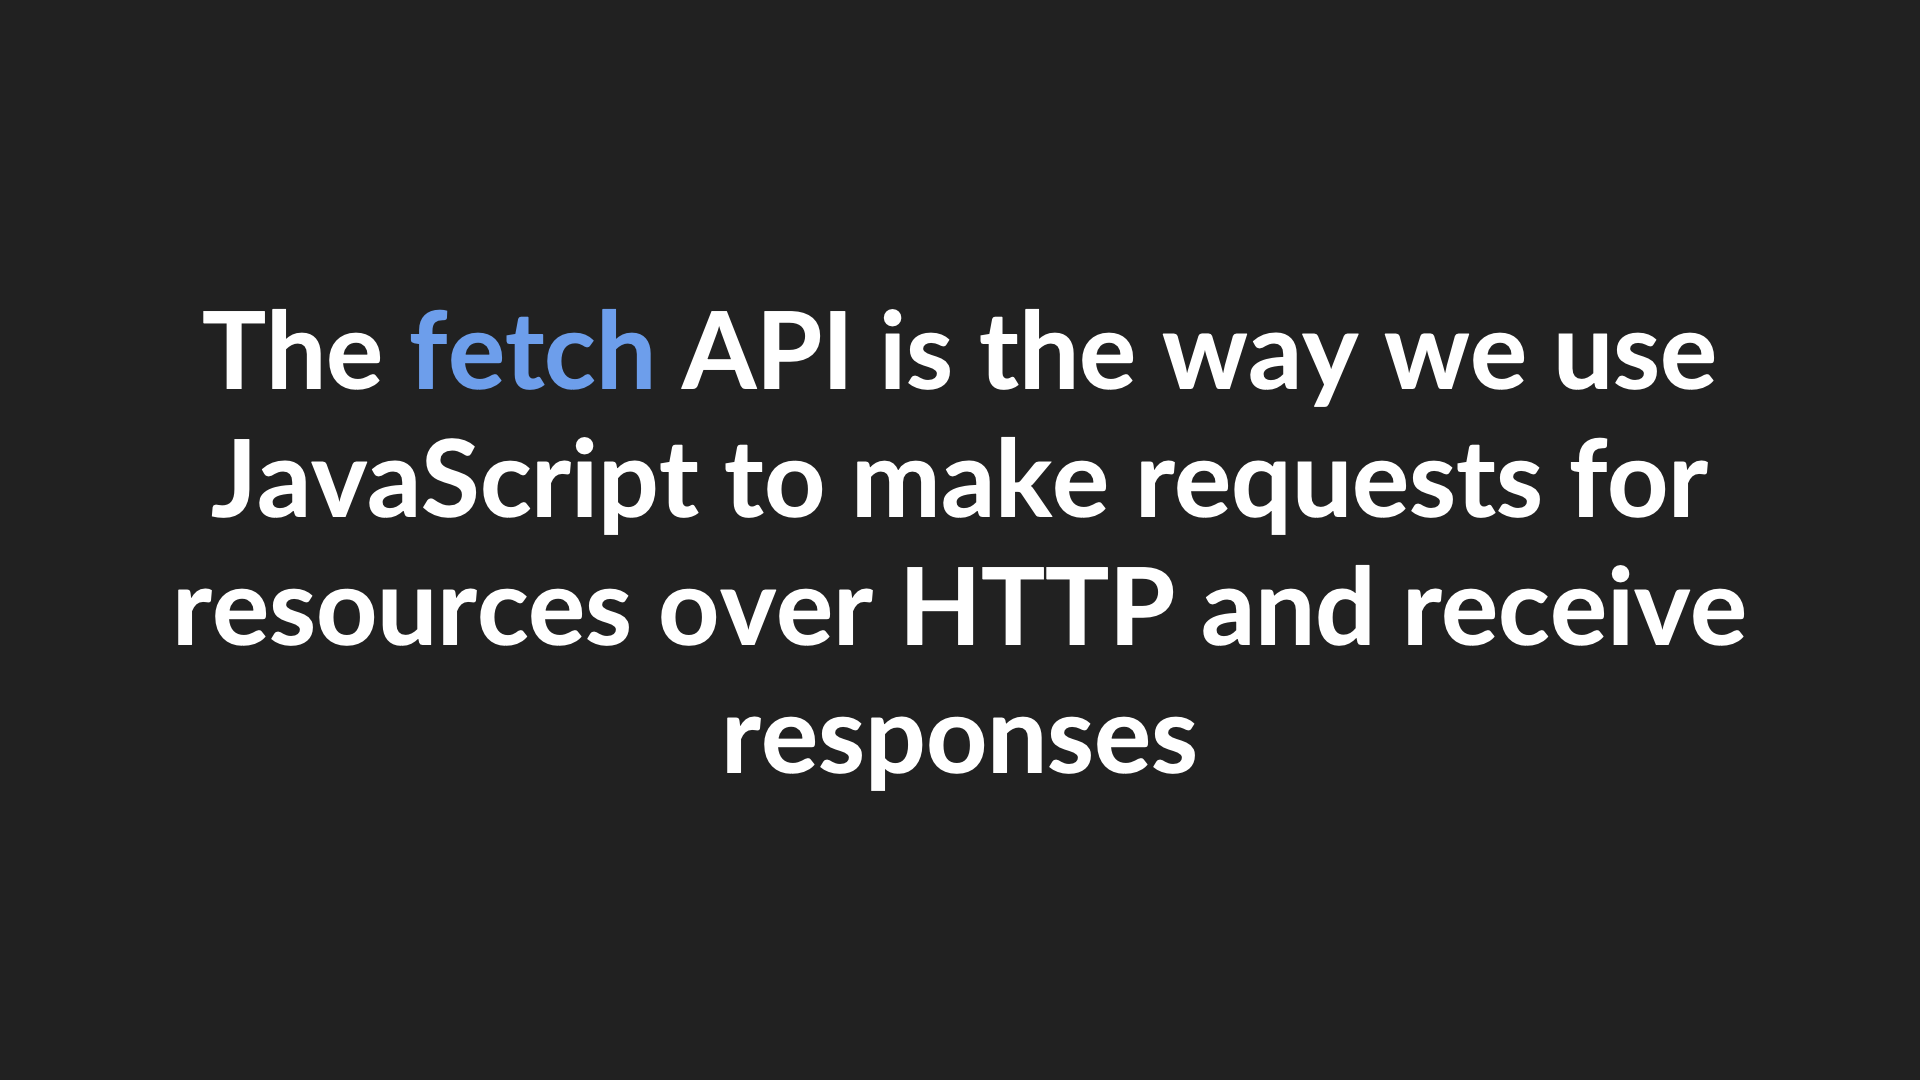 The fetch API is the way we use
JavaScript to make requests for
resources over HTTP and receive
responses